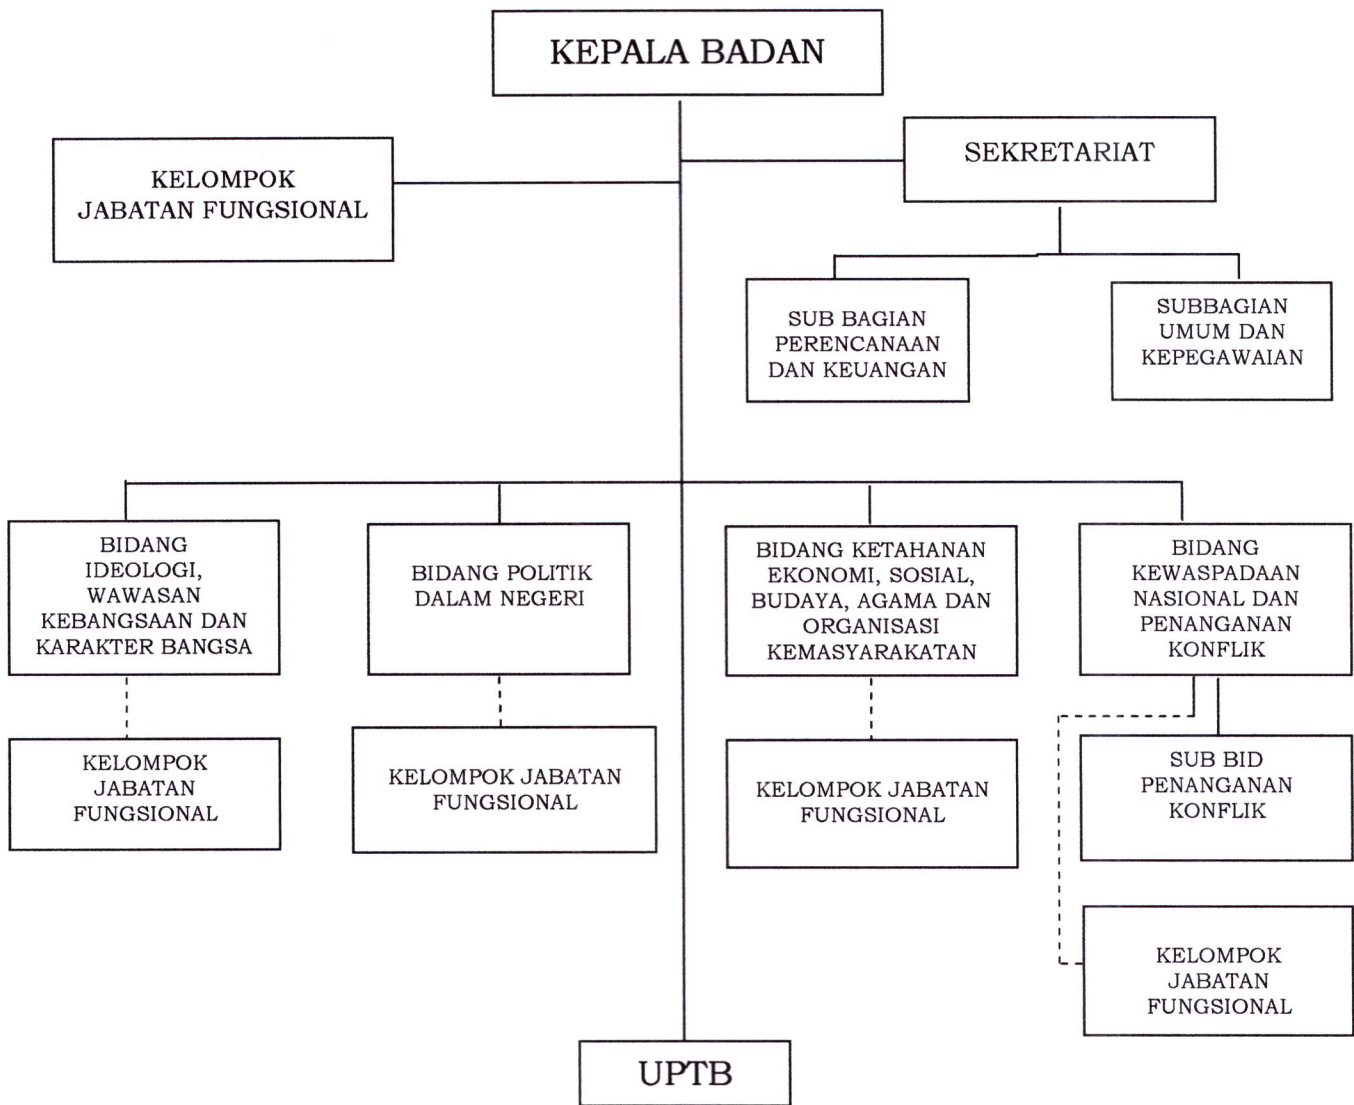 KEPALA BADAN
SEKRETARIAT
KELOMPOK
JABATAN FUNGSIONAL
SUB BAGIAN
PERENCANAAN
DAN KEUANGAN
SUBBAGIAN
UMUM DAN
KEPEGAWAIAN
BIDANG
IDEOLOGI,
WAWASAN
KEBANGSAAN DAN
KARAKTER BANGSA
BIDANG POLITIK
DALAM NEGERI
BIDANG KETAHANAN
EKONOMI, SOSIAL,
BUDAYA, AGAMA DAN
ORGANISASI
KEMASYARAKATAN
BIDANG
KEWASPADAAN
NASIONAL DAN
PENANGANAN
KONFLIK
KELOMPOK
JABATAN
FUNGSIONAL
KELOMPOK JABATAN
FUNGSIONAL
KELOMPOK JABATAN
FUNGSIONAL
SUB BID
PENANGANAN
KONFLIK
KELOMPOK
JABATAN
FUNGSIONAL
UPTB